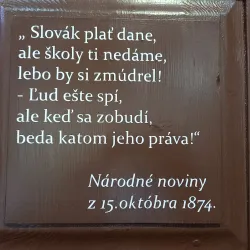 „ Slovák plať dane,
ale školy ti nedáme,
lebo by si zmúdrel!
- Ľud ešte spí,
ale keď sa zobudí,
beda katom jeho práva!“
Národné noviny
z 15.októbra 1874.